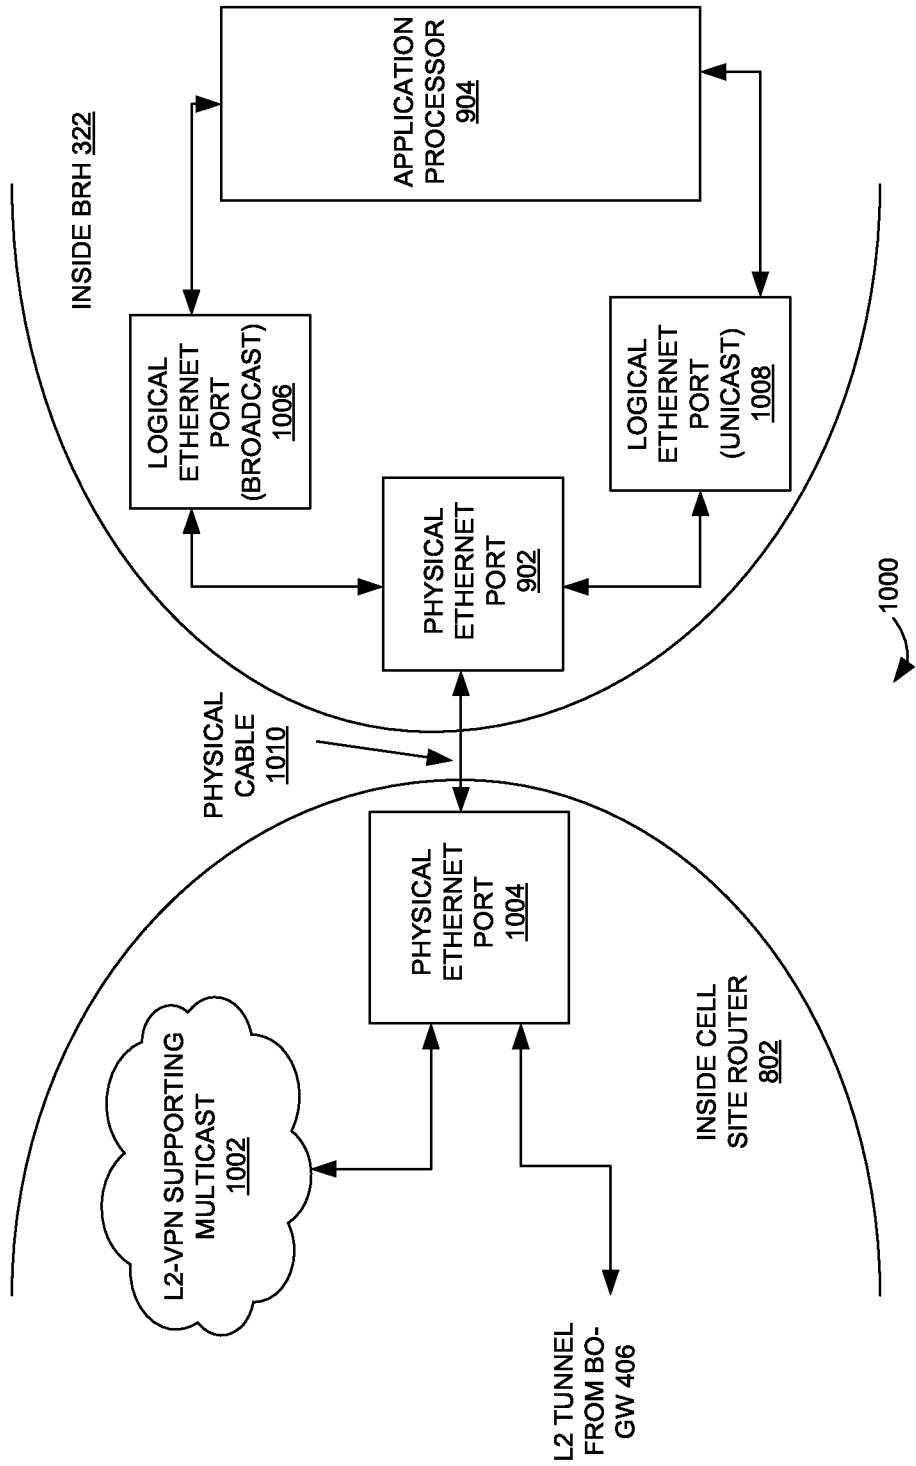 INSIDE BRH 322
APPLICATION
PROCESSOR
904
LOGICAL
ETHERNET
PORT
(BROADCAST)
1006
LOGICAL
ETHERNET
PORT
(UNICAST)
1008
PHYSICAL
ETHERNET
PORT
902
PHYSICAL
CABLE
1010
1000
PHYSICAL
ETHERNET
PORT
1004
L2-VPN SUPPORTING
MULTICAST
1002
INSIDE CELL
SITE ROUTER
802
L2 TUNNEL
FROM BO-
GW 406